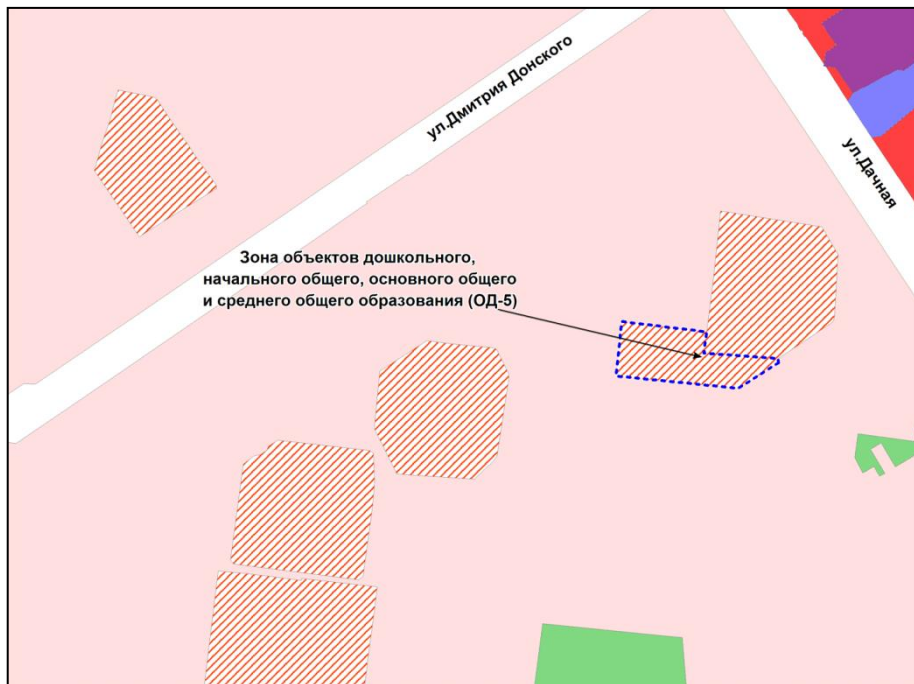 ул.Дмитрия Донского
ул.Дачная
Зона объектов дошкольного,
начального общего, основного общего
и среднего общего образования (ОД-5)